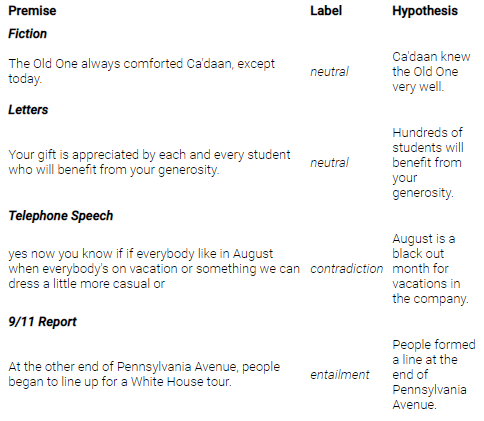 Premise Label Hypothesis
Fiction
The Old One always comforted Ca'daan, except
today.
neutral
Ca'daan knew
the Old One
very well.
Letters
Your gift is appreciated by each and every student
who will benefit from your generosity.
neutral
Hundreds of
students will
benefit from
your
generosity.
Telephone Speech
yes now you know if if everybody like in August
when everybody's on vacation or something we can
dress a little more casual or
contradiction
August is a
black out
month for
vacations in
the company.
9/11 Report
At the other end of Pennsylvania Avenue, people
began to line up for a White House tour.
entailment
People formed
a line at the
end of
Pennsylvania
Avenue.